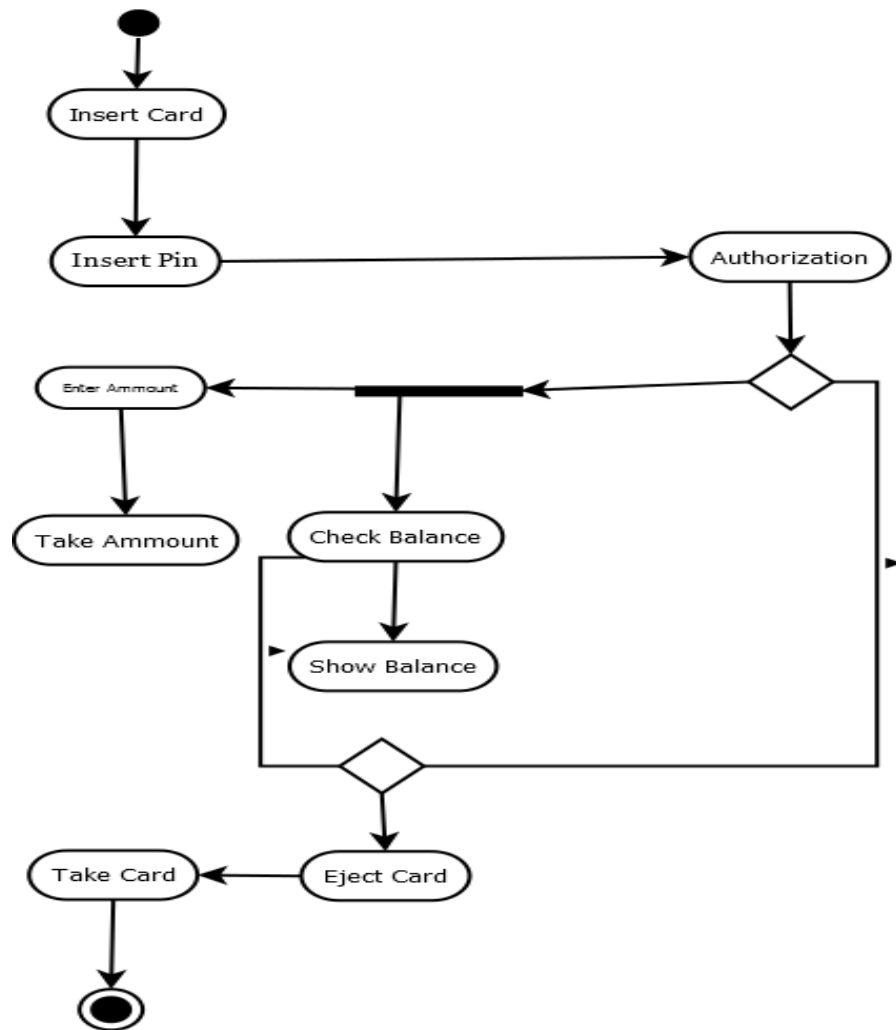 Insert Card
Insert Pin
Authorization
Enter Ammount
Take Ammount
Check Balance
Show Balance
Take Card
Eject Card